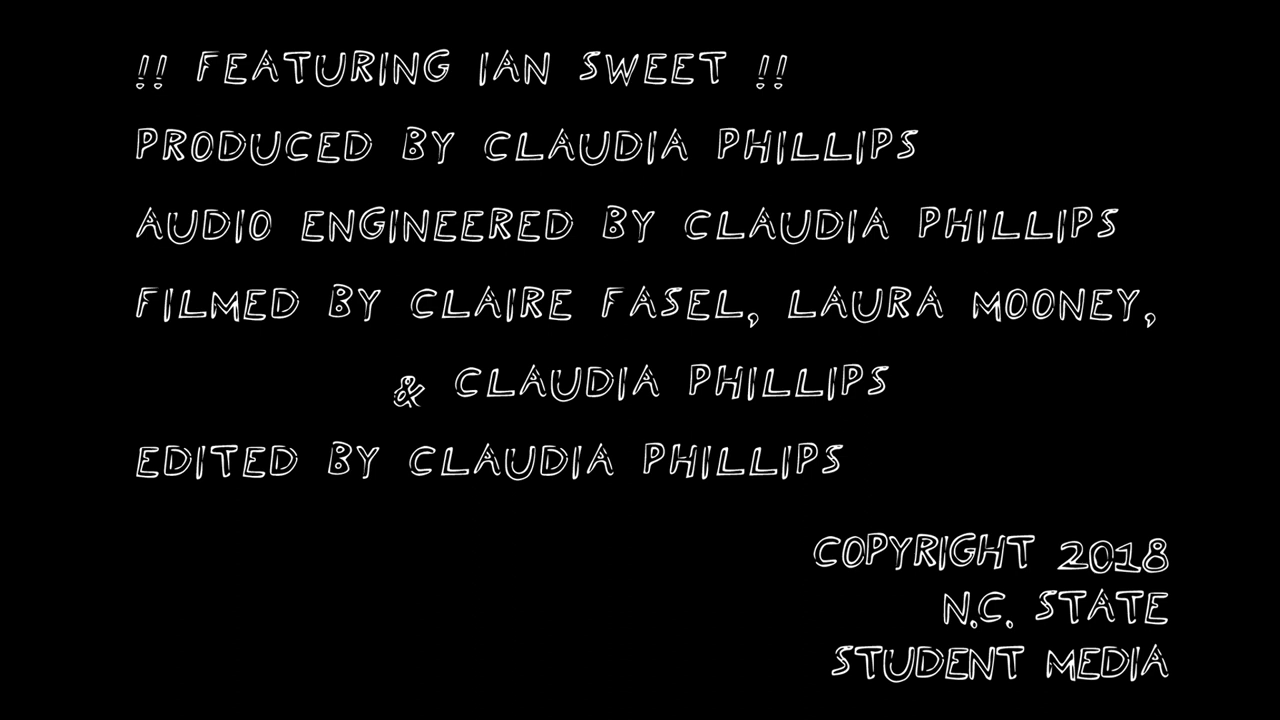 !! FEATURING IAN SWEET !!
PRODUCED BY CLAUDIA PHILLIPS
AUDIO ENGINEERED BY CLAUDIA PHILLIPS
FILMED BY CLAIRE FASEL, LAURA MOONEY,
& CLAUDIA PHILLIPS
EDITED BY CLAUDIA PHILLIPS
COPYRIGHT 2018
N.C. STATE
STUDENT MEDIA